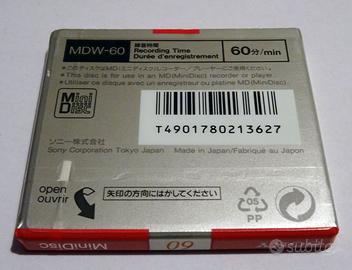 MDW-60
録音時間
Recording Time
Durée d'enregistrement
60分/min
●このディスクはMD(ミニディスク)レコーダー/プレーヤーにご使用ください。
●This disc is for use in an MD(MiniDisc) recorder or player.
●Utiliser ce disque avec un enregistreur ou platine MD(MiniDisc).
Mini
Disc
T4901780213627
ソニー株式会社
Sony Corporation Tokyo Japan
Made in Japan/Fabriqué au Japon
open
ouvrir
矢印の方向にはがしてください
05
PP
MiniDisc
60
subito